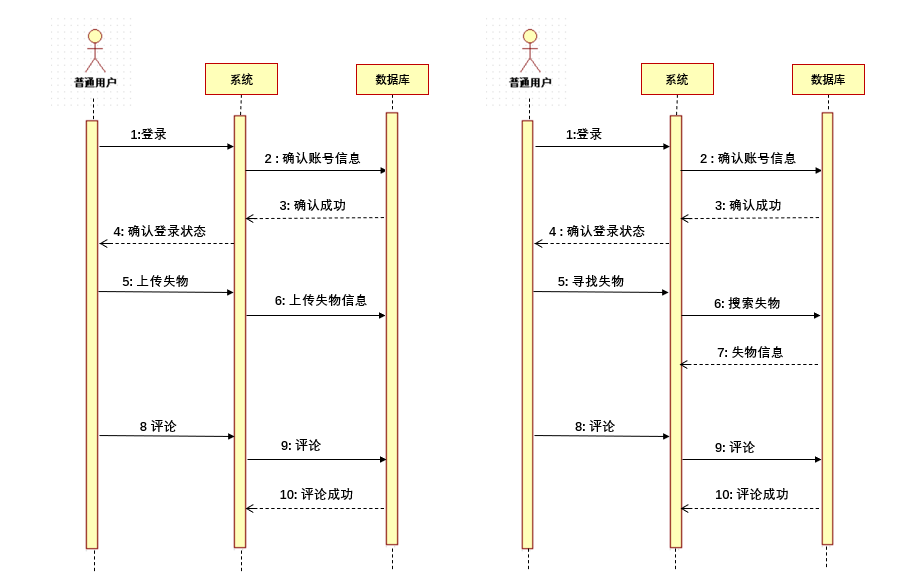 普通用户
系统
数据库
1:登录
2 : 确认账号信息
3: 确认成功
4: 确认登录状态
5: 上传失物
6: 上传失物信息
8 评论
9: 评论
10: 评论成功
普通用户
系统
数据库
1:登录
2 : 确认账号信息
3: 确认成功
4 : 确认登录状态
5: 寻找失物
6: 搜索失物
7: 失物信息
8: 评论
9: 评论
10: 评论成功